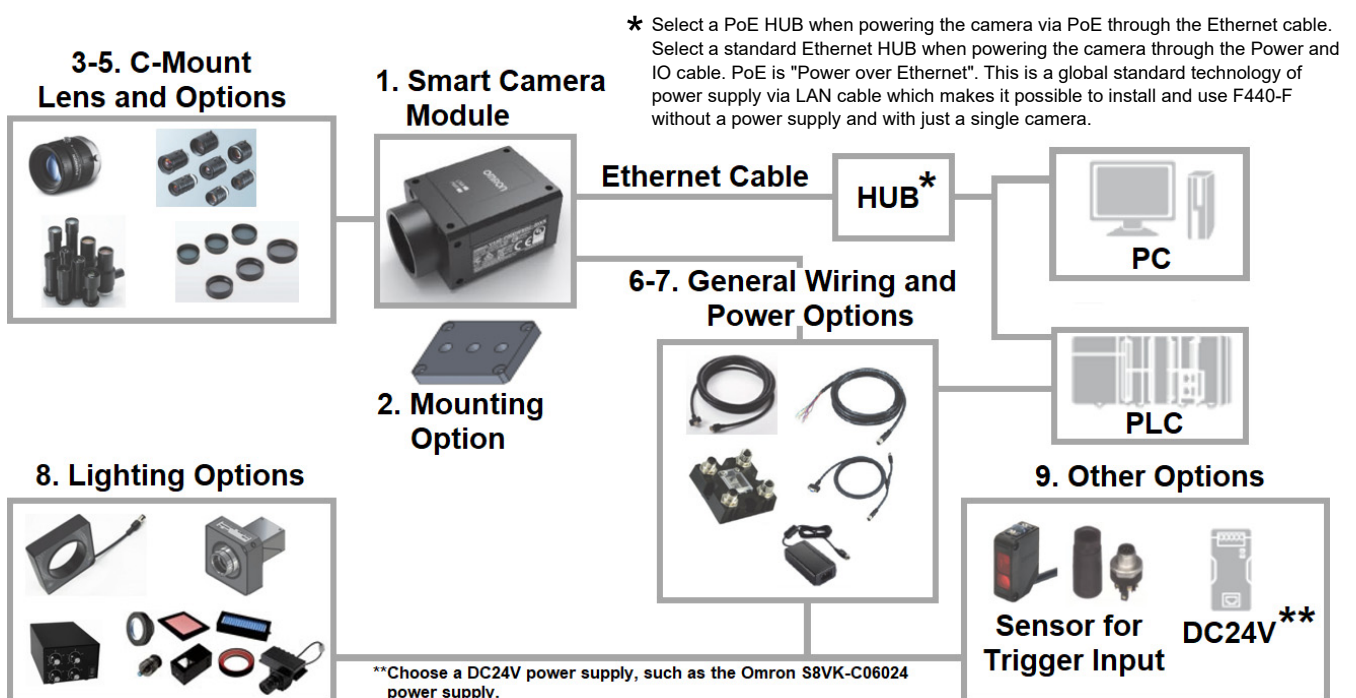 * Select a PoE HUB when powering the camera via PoE through the Ethernet cable.
Select a standard Ethernet HUB when powering the camera through the Power and
IO cable. PoE is "Power over Ethernet". This is a global standard technology of
power supply via LAN cable which makes it possible to install and use F440-F
without a power supply and with just a single camera.
3-5. C-Mount
Lens and Options
1. Smart Camera
Module
omron
Ethernet Cable
HUB*
PC
6-7. General Wiring and
Power Options
2. Mounting
Option
PLC
8. Lighting Options
9. Other Options
Sensor for
Trigger Input
DC24V**
**Choose a DC24V power supply, such as the Omron S8VK-C06024
power supply.